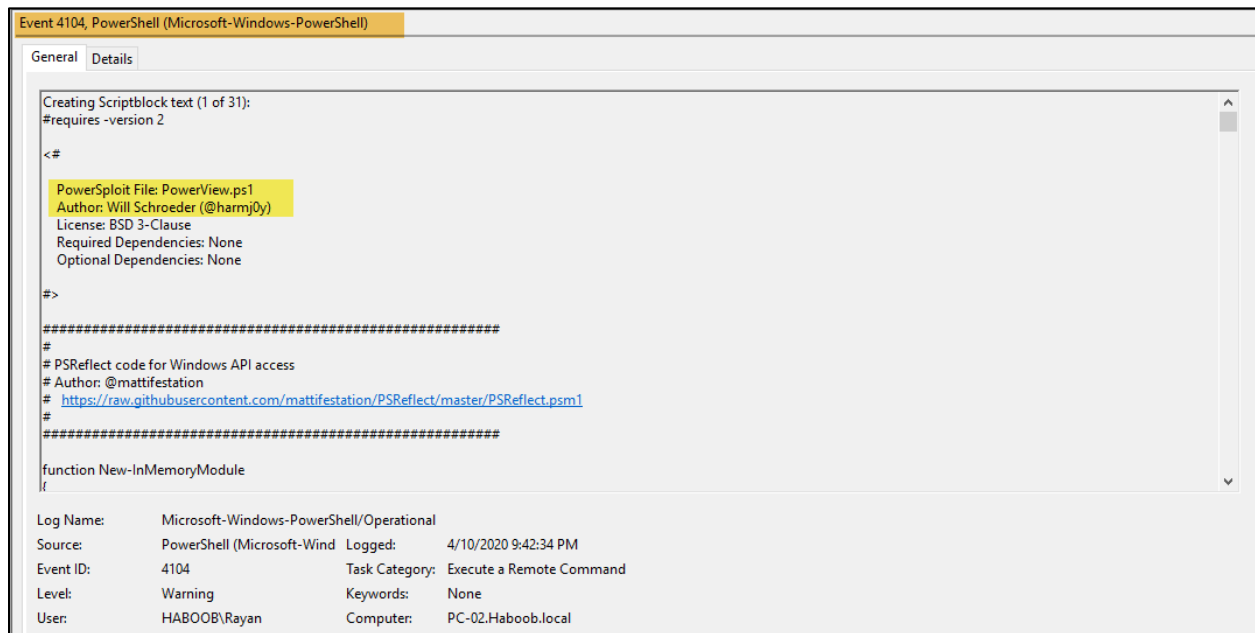 Event 4104, PowerShell (Microsoft-Windows-PowerShell)
General Details
Creating Scriptblock text (1 of 31):
#requires -version 2
<#
PowerSploit File: PowerView.ps1
Author: Will Schroeder (@harmj0y)
License: BSD 3-Clause
Required Dependencies: None
Optional Dependencies: None
#>
########################################################
#
# PSReflect code for Windows API access
# Author: @mattifestation
# https://raw.githubusercontent.com/mattifestation/PSReflect/master/PSReflect.psm1
#
########################################################
function New-InMemoryModule
{
Log Name: Microsoft-Windows-PowerShell/Operational
Source: PowerShell (Microsoft-Wind Logged: 4/10/2020 9:42:34 PM
Event ID: 4104 Task Category: Execute a Remote Command
Level: Warning Keywords: None
User: HABOOB\Rayan Computer: PC-02.Haboob.local